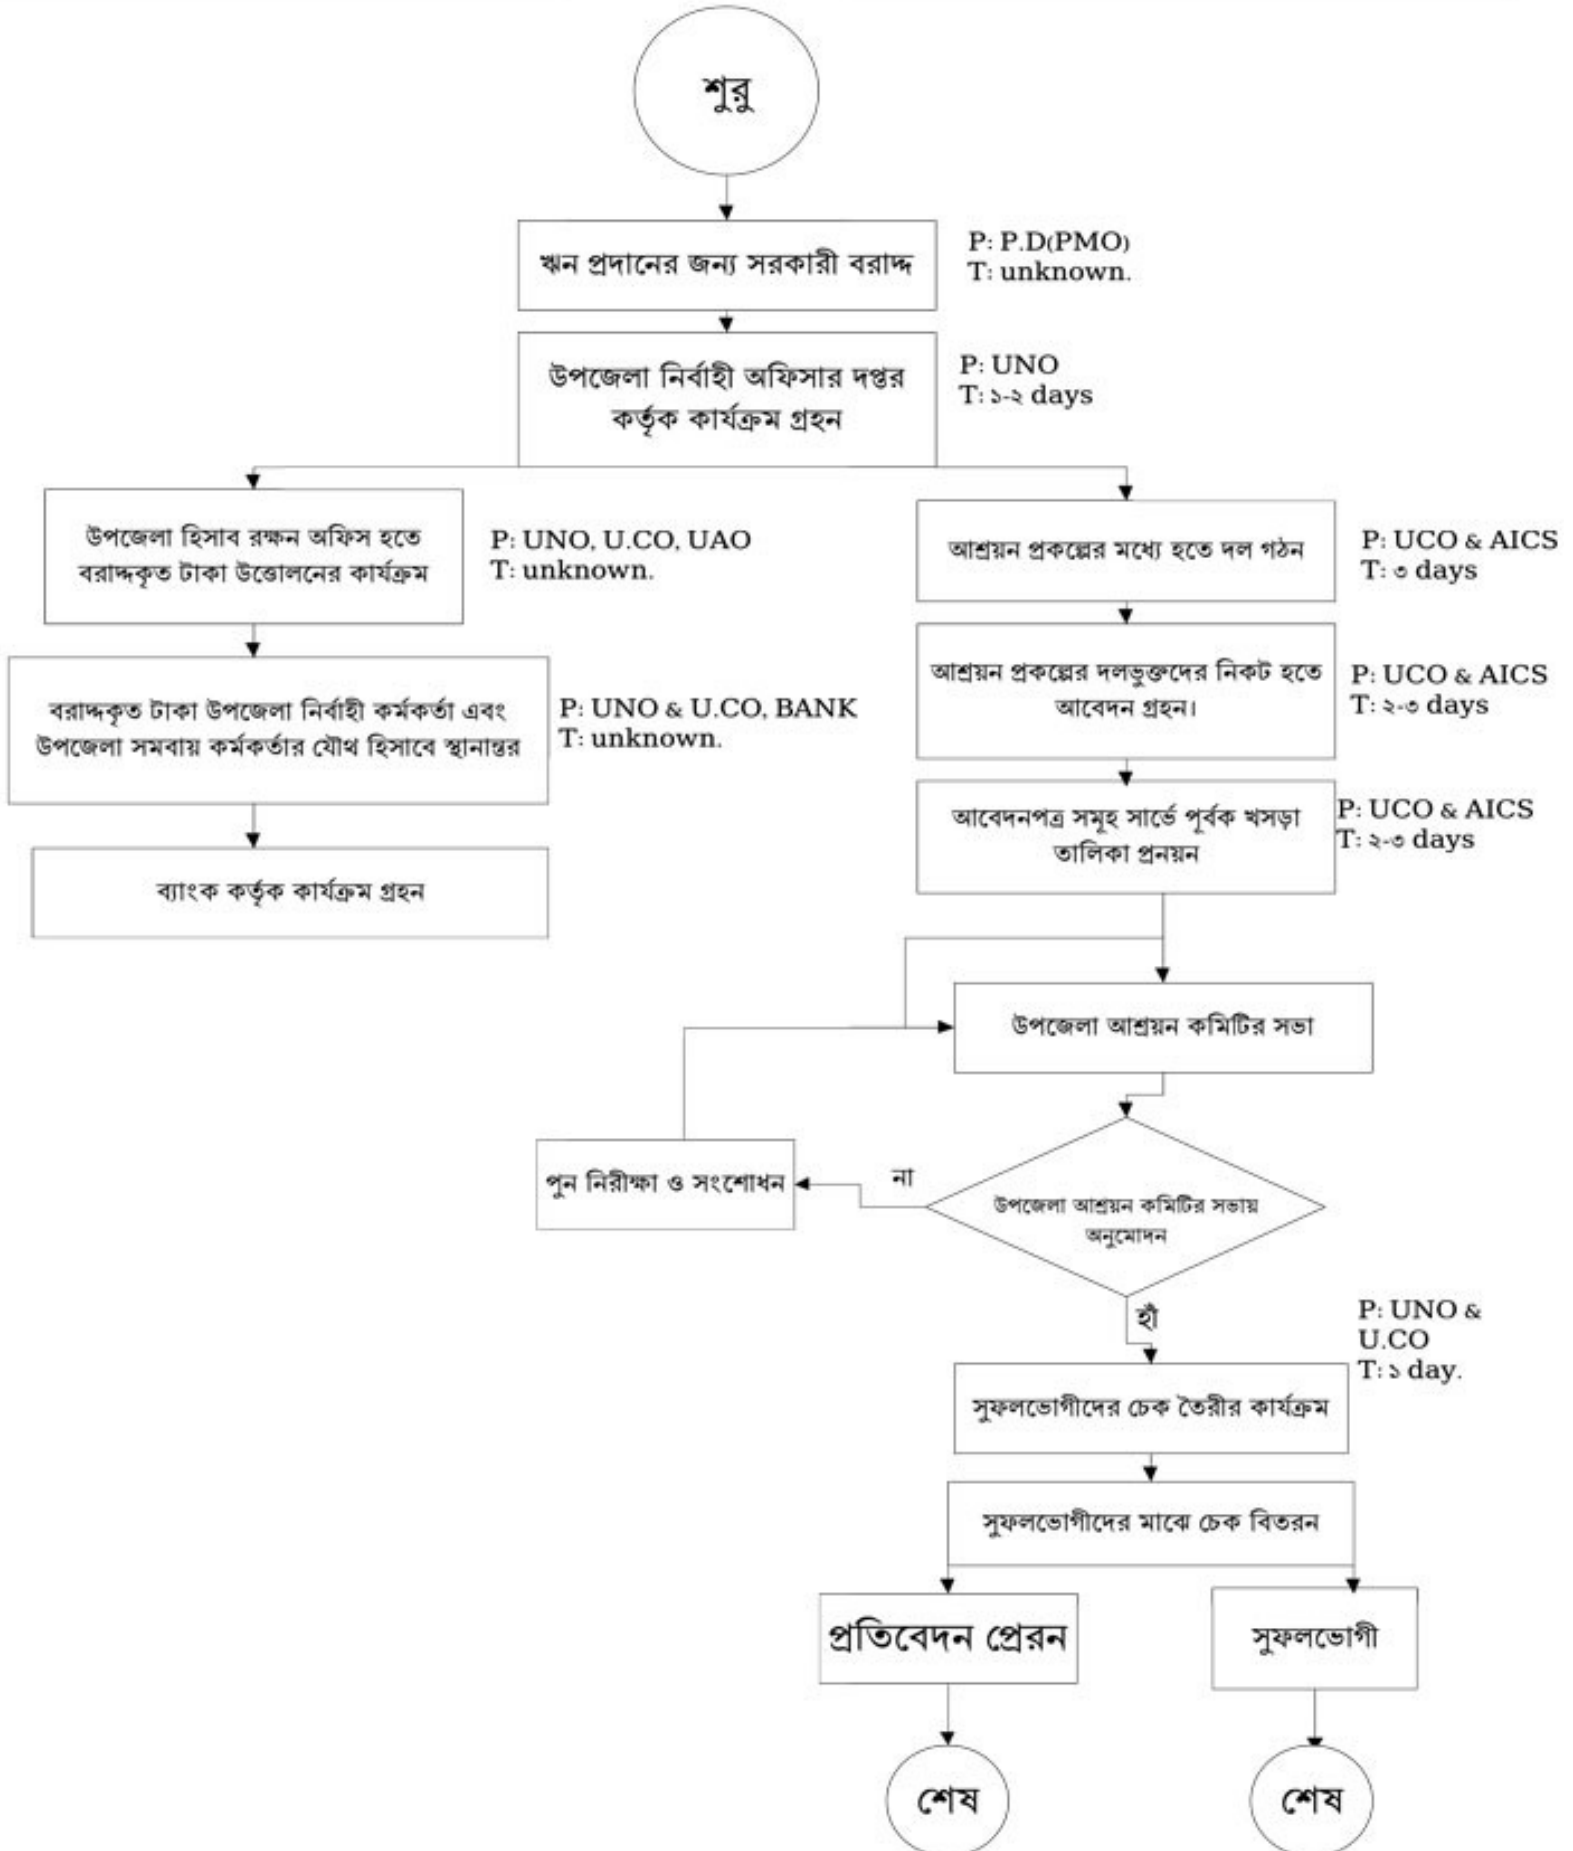 শুরু
ঋন প্রদানের জন্য সরকারী বরাদ্দ
P: P.D(PMO)
T: unknown.
উপজেলা নির্বাহী অফিসার দপ্তর
কর্তৃক কার্যক্রম গ্রহন
P: UNO
T: ১-২ days
উপজেলা হিসাব রক্ষন অফিস হতে
বরাদ্দকৃত টাকা উত্তোলনের কার্যক্রম
P: UNO, U.CO, UAO
T: unknown.
বরাদ্দকৃত টাকা উপজেলা নির্বাহী কর্মকর্তা এবং
উপজেলা সমবায় কর্মকর্তার যৌথ হিসাবে স্থানান্তর
P: UNO & U.CO, BANK
T: unknown.
ব্যাংক কর্তৃক কার্যক্রম গ্রহন
আশ্রয়ন প্রকল্পের মধ্যে হতে দল গঠন
P: UCO & AICS
T: ৩ days
আশ্রয়ন প্রকল্পের দলভুক্তদের নিকট হতে
আবেদন গ্রহন।
P: UCO & AICS
T: ২-৩ days
আবেদনপত্র সমূহ সার্ভে পূর্বক খসড়া
তালিকা প্রনয়ন
P: UCO & AICS
T: ২-৩ days
উপজেলা আশ্রয়ন কমিটির সভা
পুন নিরীক্ষা ও সংশোধন
না
উপজেলা আশ্রয়ন কমিটির সভায়
অনুমোদন
হাঁ
P: UNO &
U.CO
T: ১ day.
সুফলভোগীদের চেক তৈরীর কার্যক্রম
সুফলভোগীদের মাঝে চেক বিতরন
প্রতিবেদন প্রেরন
সুফলভোগী
শেষ
শেষ